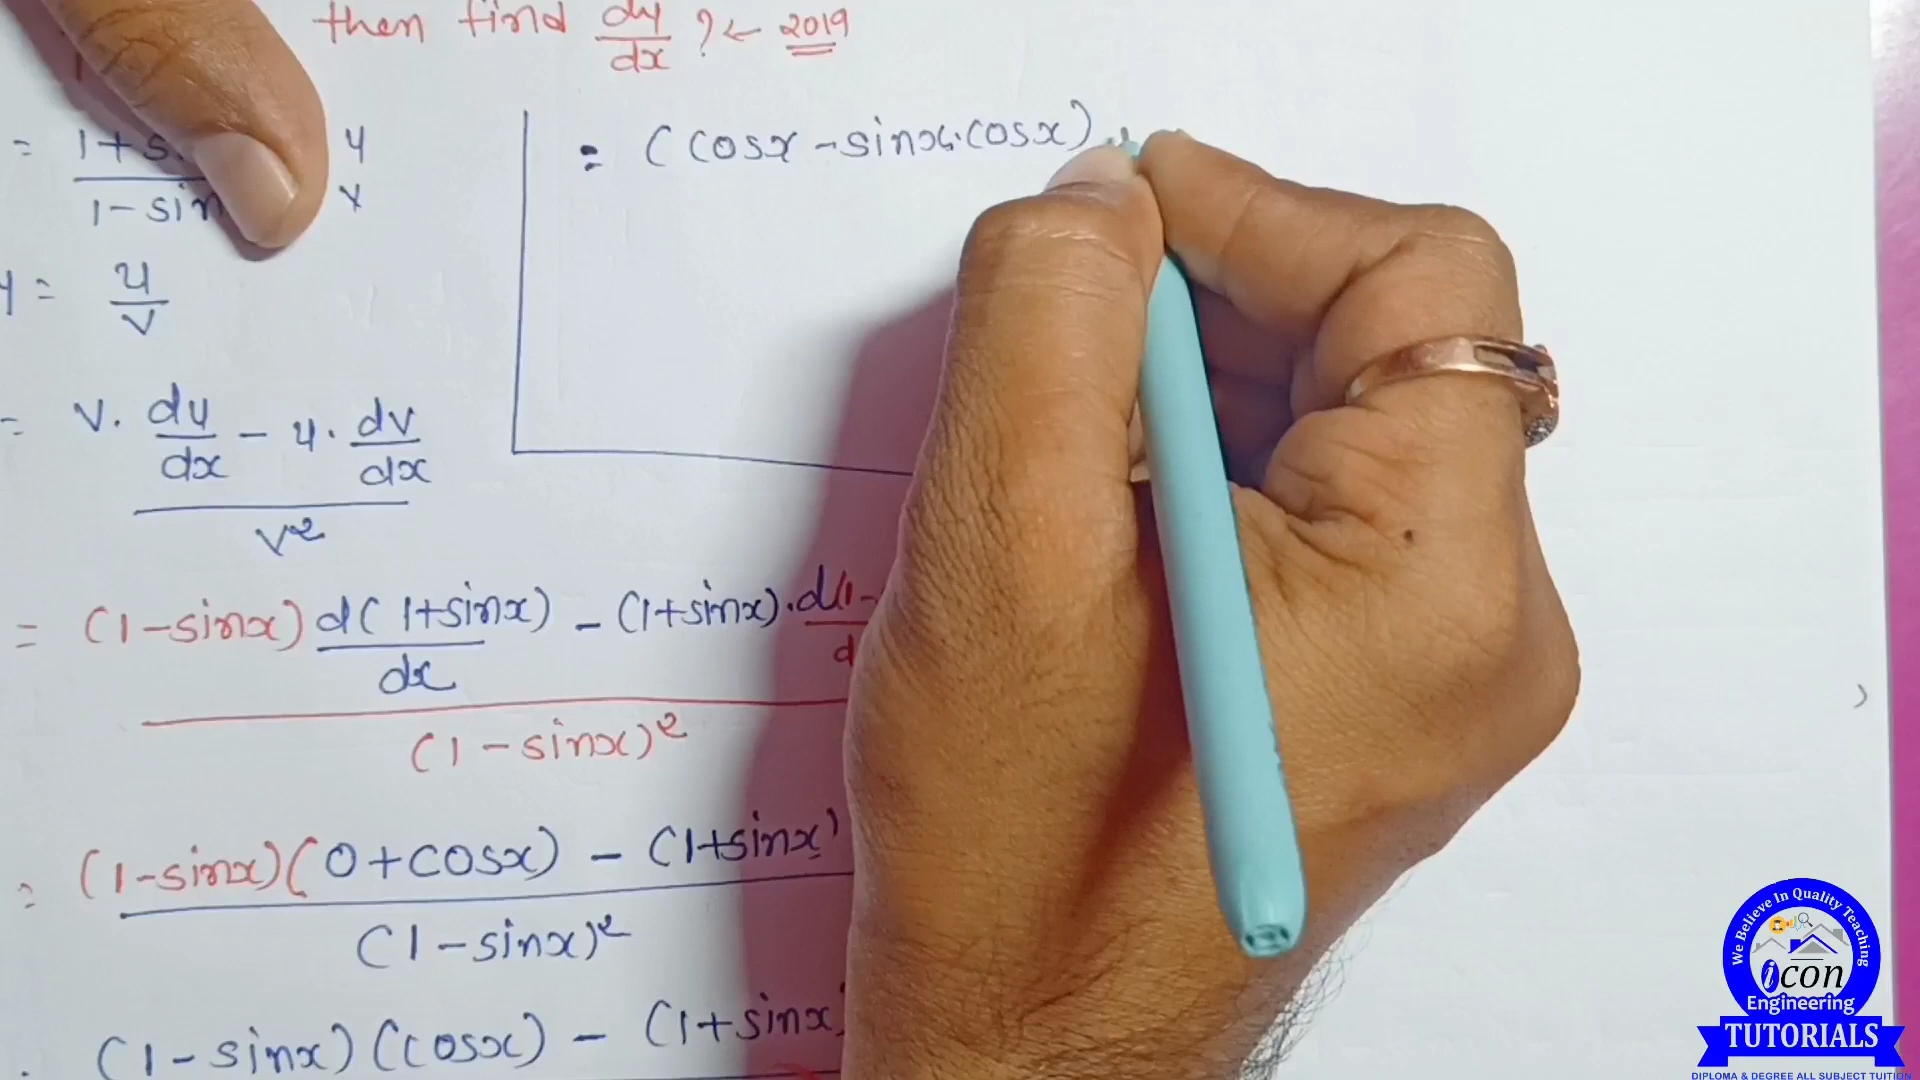 then find dy/dx ? ← 2019
= 1+s / 1-sin u v
= (cosx - sinx.cosx)
y = u/v
= v. du/dx - u. dv/dx / v²
= (1-sinx) d(1+sinx)/dx - (1+sinx). d(1- / d
(1-sinx)²
= (1-sinx)(0+cosx) - (1+sinx)
(1-sinx)²
(1-sinx)(cosx) - (1+sinx)
We Believe In Quality Teaching
icon
Engineering
TUTORIALS
DIPLOMA & DEGREE ALL SUBJECT TUITION